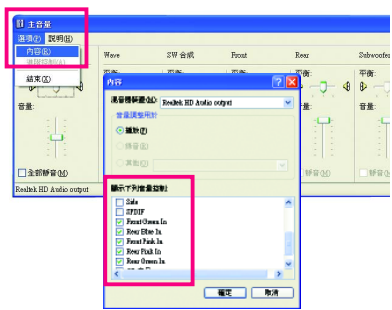 主音量
選項(P) 說明(H)
內容(R)
進階控制(A)
結束(X)
Wave
SW 合成
Front
Rear
Subwoofer
平衡:
音量:
全部靜音(M)
靜音(M)
Realtek HD Audio output
內容
混音器裝置(M): Realtek HD Audio output
音量調整用於
播放(P)
錄音(R)
其他(O)
顯示下列音量控制:
Side
SPDIF
Front Green In
Rear Blue In
Front Pink In
Rear Pink In
Rear Green In
確定
取消